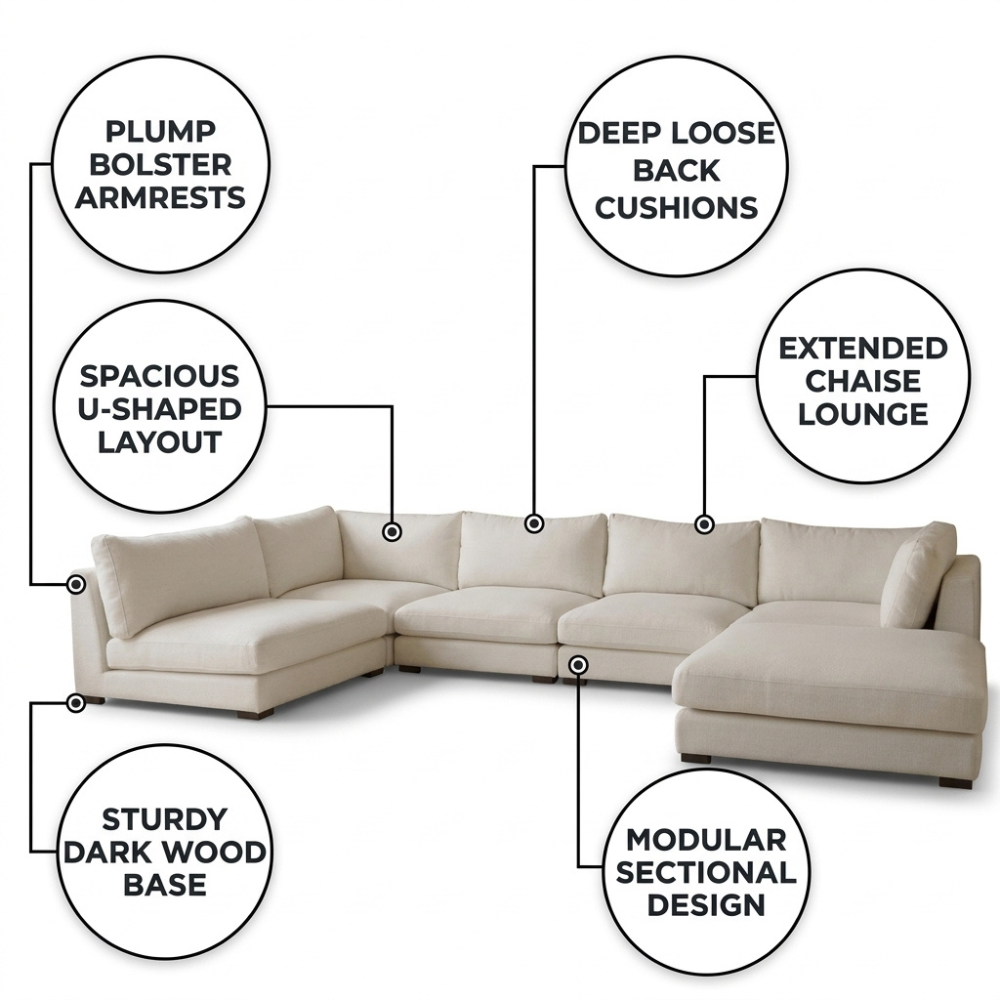 PLUMP
BOLSTER
ARMRESTS
DEEP LOOSE
BACK
CUSHIONS
SPACIOUS
U-SHAPED
LAYOUT
EXTENDED
CHAISE
LOUNGE
STURDY
DARK WOOD
BASE
MODULAR
SECTIONAL
DESIGN